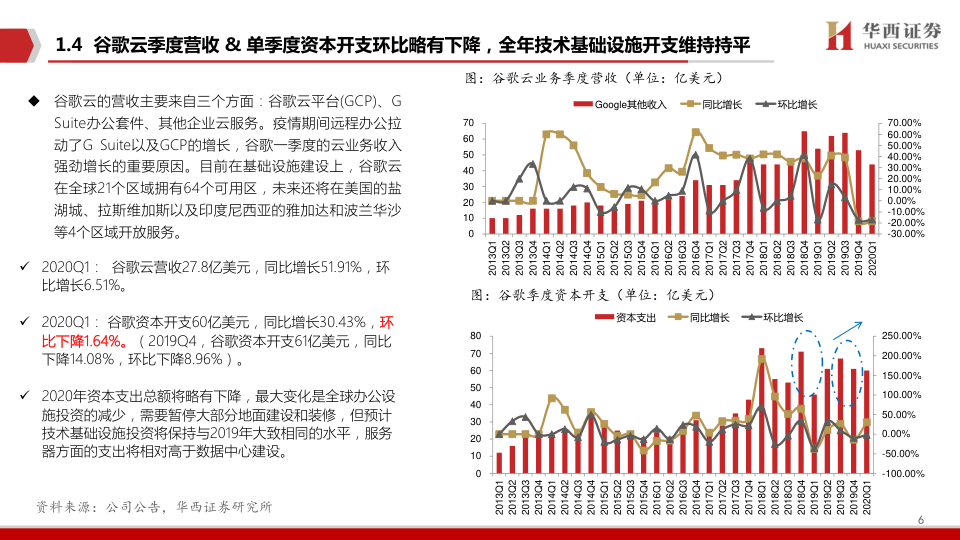 1.4 谷歌云季度营收 & 单季度资本开支环比略有下降，全年技术基础设施开支维持持平
华西证券
HUAXI SECURITIES
◆ 谷歌云的营收主要来自三个方面：谷歌云平台(GCP)、G
Suite办公套件、其他企业云服务。疫情期间远程办公拉
动了G Suite以及GCP的增长，谷歌一季度的云业务收入
强劲增长的重要原因。目前在基础设施建设上，谷歌云
在全球21个区域拥有64个可用区，未来还将在美国的盐
湖城、拉斯维加斯以及印度尼西亚的雅加达和波兰华沙
等4个区域开放服务。
✓ 2020Q1： 谷歌云营收27.8亿美元，同比增长51.91%，环
比增长6.51%。
✓ 2020Q1：谷歌资本开支60亿美元，同比增长30.43%，环
比下降1.64%。（2019Q4，谷歌资本开支61亿美元，同比
下降14.08%，环比下降8.96%）。
✓ 2020年资本支出总额将略有下降，最大变化是全球办公设
施投资的减少，需要暂停大部分地面建设和装修，但预计
技术基础设施投资将保持与2019年大致相同的水平，服务
器方面的支出将相对高于数据中心建设。
图：谷歌云业务季度营收（单位：亿美元）
Google其他收入 同比增长 环比增长
70
60
50
40
30
20
10
0
70.00%
60.00%
50.00%
40.00%
30.00%
20.00%
10.00%
0.00%
-10.00%
-20.00%
-30.00%
2013Q1 2013Q2 2013Q3 2013Q4 2014Q1 2014Q2 2014Q3 2014Q4 2015Q1 2015Q2 2015Q3 2015Q4 2016Q1 2016Q2 2016Q3 2016Q4 2017Q1 2017Q2 2017Q3 2017Q4 2018Q1 2018Q2 2018Q3 2018Q4 2019Q1 2019Q2 2019Q3 2019Q4 2020Q1
图：谷歌季度资本开支（单位：亿美元）
资本支出 同比增长 环比增长
80
70
60
50
40
30
20
10
0
250.00%
200.00%
150.00%
100.00%
50.00%
0.00%
-50.00%
-100.00%
2013Q1 2013Q2 2013Q3 2013Q4 2014Q1 2014Q2 2014Q3 2014Q4 2015Q1 2015Q2 2015Q3 2015Q4 2016Q1 2016Q2 2016Q3 2016Q4 2017Q1 2017Q2 2017Q3 2017Q4 2018Q1 2018Q2 2018Q3 2018Q4 2019Q1 2019Q2 2019Q3 2019Q4 2020Q1
资料来源：公司公告，华西证券研究所
6